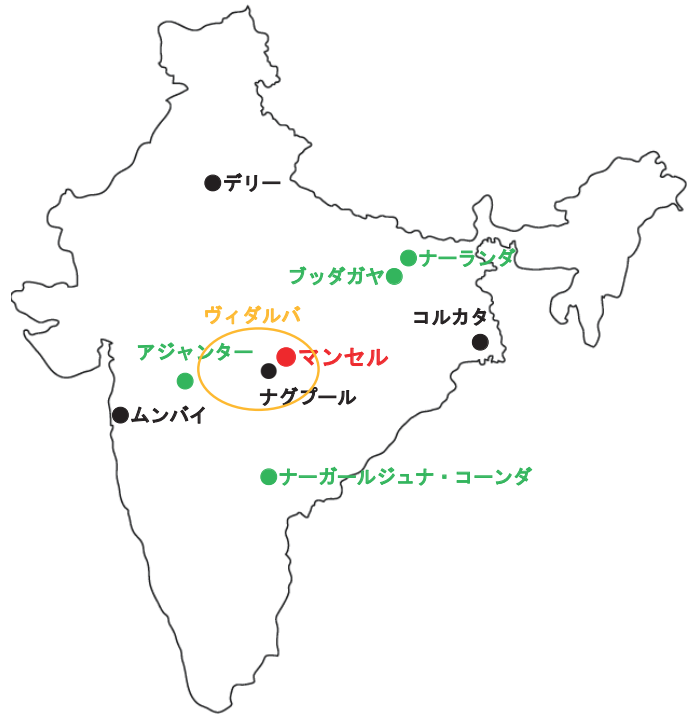 デリー
ナーランダ
ブッダガヤ
ヴィダルバ
コルカタ
アジャンター
マンセル
ナグプール
ムンバイ
ナーガールジュナ・コーンダ